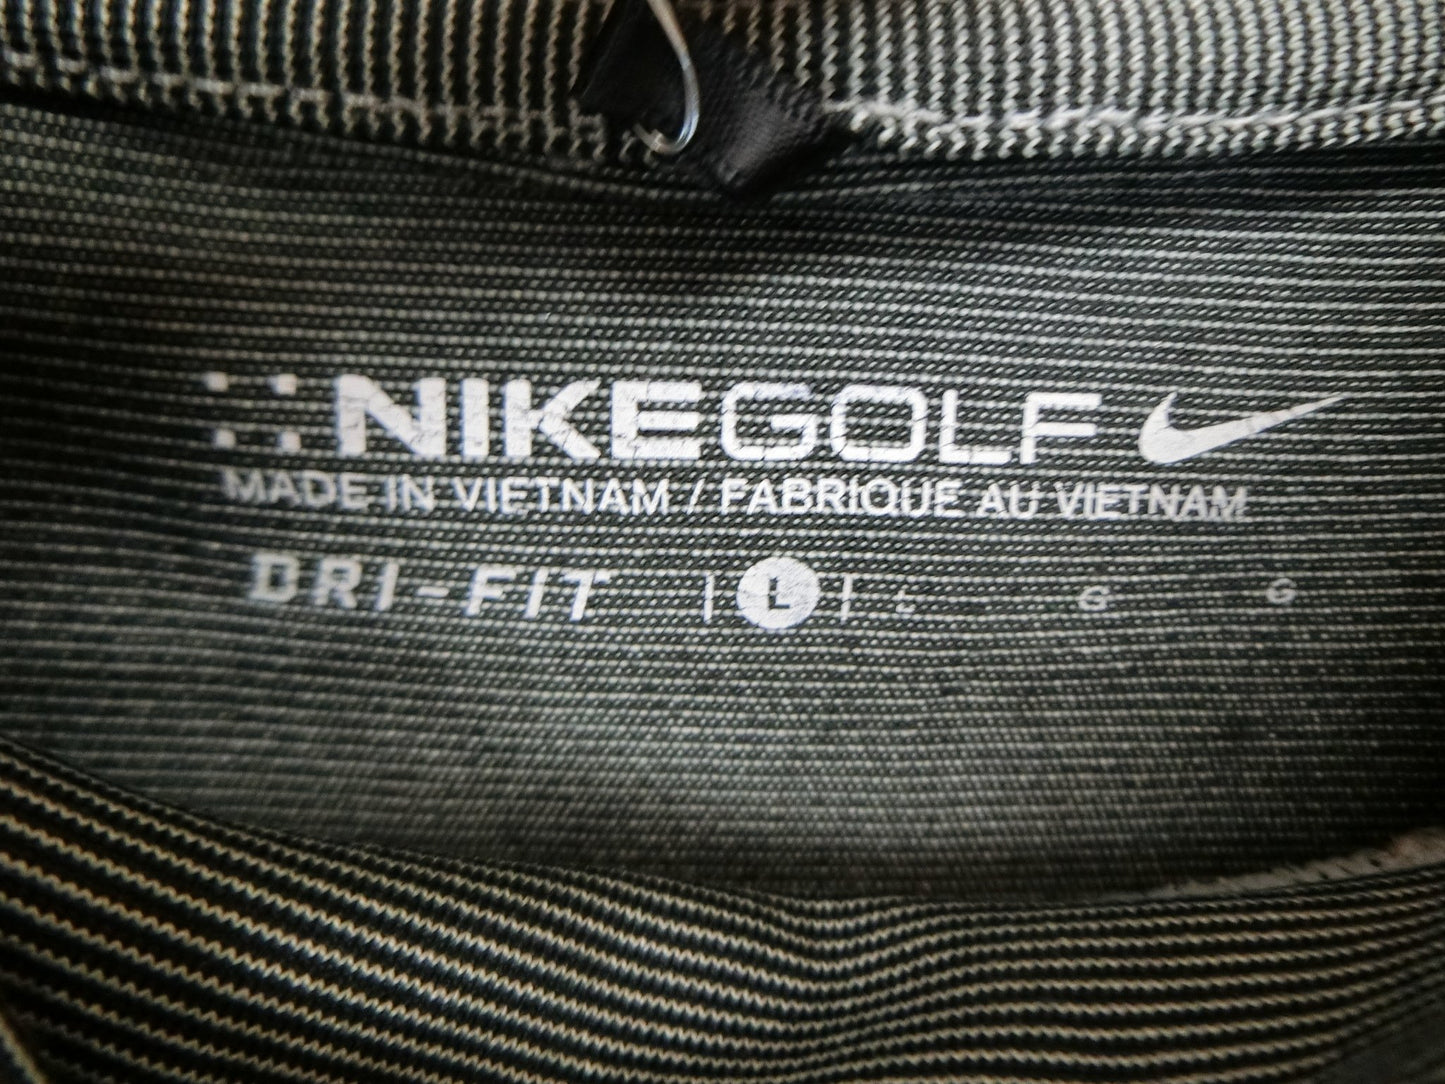 NIKEGOLF
MADE IN VIETNAM / FABRIQUE AU VIETNAM
DRI-FIT | L | L G G